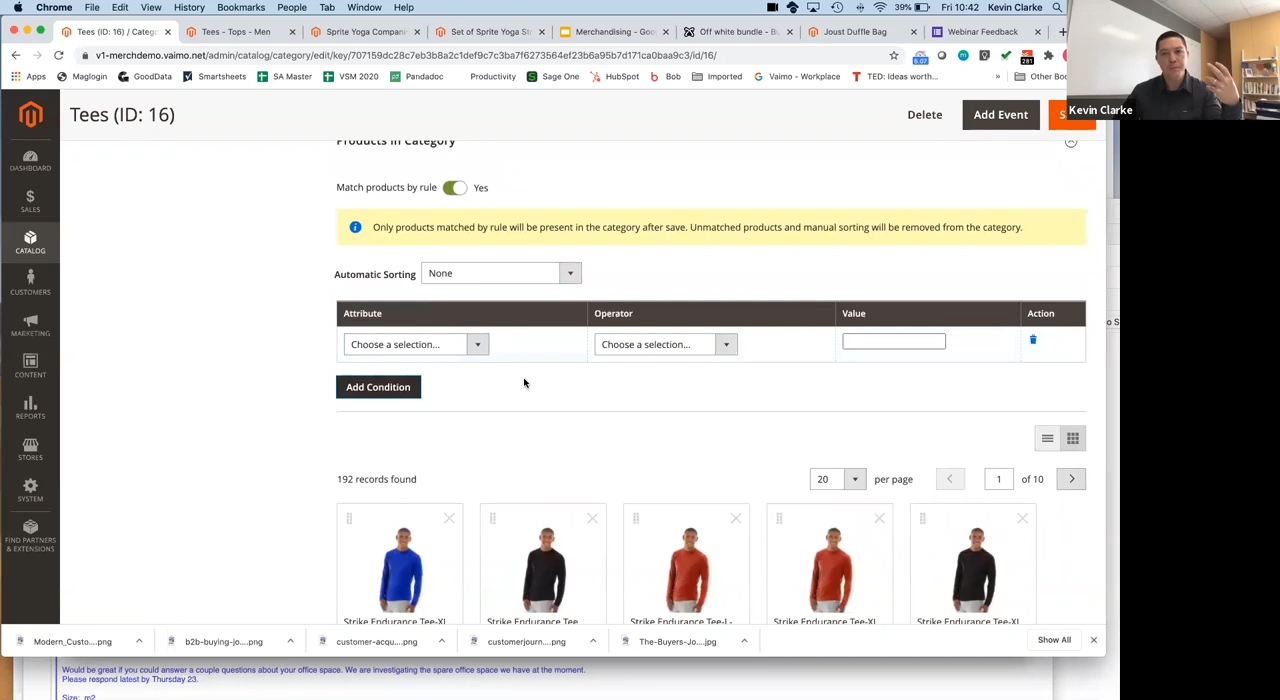 Chrome File Edit View History Bookmarks People Tab Window Help 39% Fri 10:42 Kevin Clarke
Tees (ID: 16) / Categ Tees - Tops - Men Sprite Yoga Compani Set of Sprite Yoga St Merchandising - Goog Off white bundle - B Joust Duffle Bag Webinar Feedback
v1-merchdemo.vaimo.net/admin/catalog/category/edit/key/707159dc28c7eb3b8a2c
Apps Maglogin GoodData Smartsheets SA Master VSM 2020 Pandadoc Productivity Sage One HubSpot Bob Imported Vaimo - Workplace TED: Ideas worth... » Other Boo
Kevin Clarke
Tees (ID: 16)
Delete
Add Event
S
DASHBOARD
SALES
CATALOG
CUSTOMERS
MARKETING
CONTENT
REPORTS
STORES
SYSTEM
FIND PARTNERS
& EXTENSIONS
Products in Category
Match products by rule Yes
Only products matched by rule will be present in the category after save. Unmatched products and manual sorting will be removed from the category.
Automatic Sorting None
Attribute Operator Value Action
Choose a selection... Choose a selection...
Add Condition
192 records found 20 per page 1 of 10
Strike Endurance Tee-XL Strike Endurance Tee Strike Endurance Tee-L- Strike Endurance Tee-XL Strike Endurance Tee-XL
Modern_Custo....png b2b-buying-jo....png customer-acqu....png customerjourn....png The-Buyers-Jo....jpg Show All
Would be great if you could answer a couple questions about your office space. We are investigating the spare office space we have at the moment.
Please respond latest by Thursday 23.
Size: m2